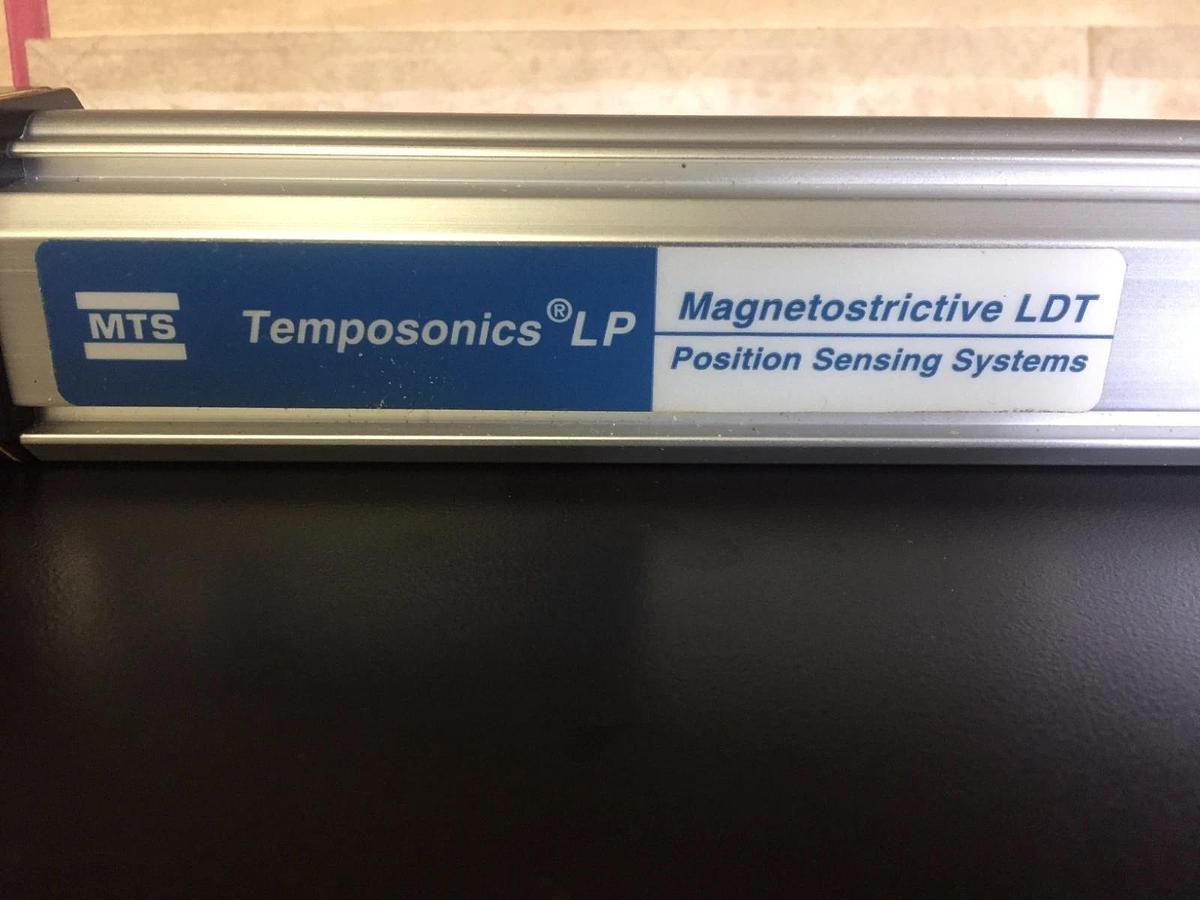 MTS
Temposonics® LP
Magnetostrictive LDT
Position Sensing Systems